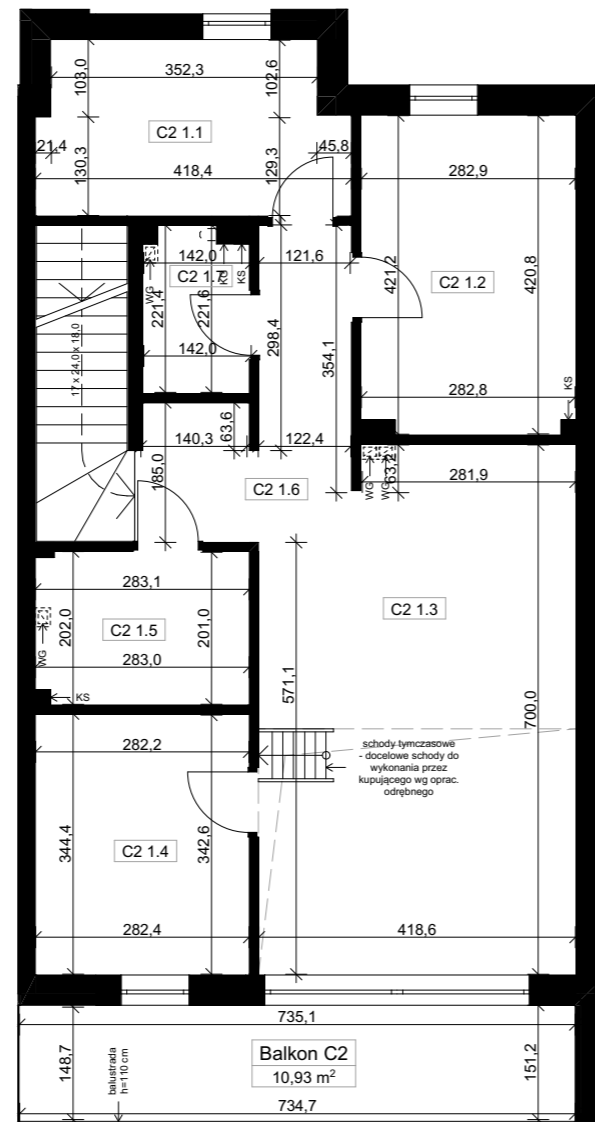 352,3
103,0
102,6
C2 1.1
21,4
45,8
130,3
129,3
418,4
282,9
142,0
121,6
C2 1.7
KS
KS
WG
221,4
221,6
421,2
C2 1.2
420,8
298,4
354,1
142,0
17 x 24,0 x 18,0
282,8
KS
140,3
63,6
122,4
185,0
C2 1.6
WG
WG
63,2
281,9
283,1
C2 1.3
202,0
C2 1.5
201,0
WG
283,0
KS
571,1
700,0
282,2
schody tymczasowe
- docelowe schody do
wykonania przez
kupującego wg oprac.
odrębnego
344,4
C2 1.4
342,6
282,4
418,6
735,1
148,7
balustrada
h=110 cm
Balkon C2
10,93 m²
151,2
734,7